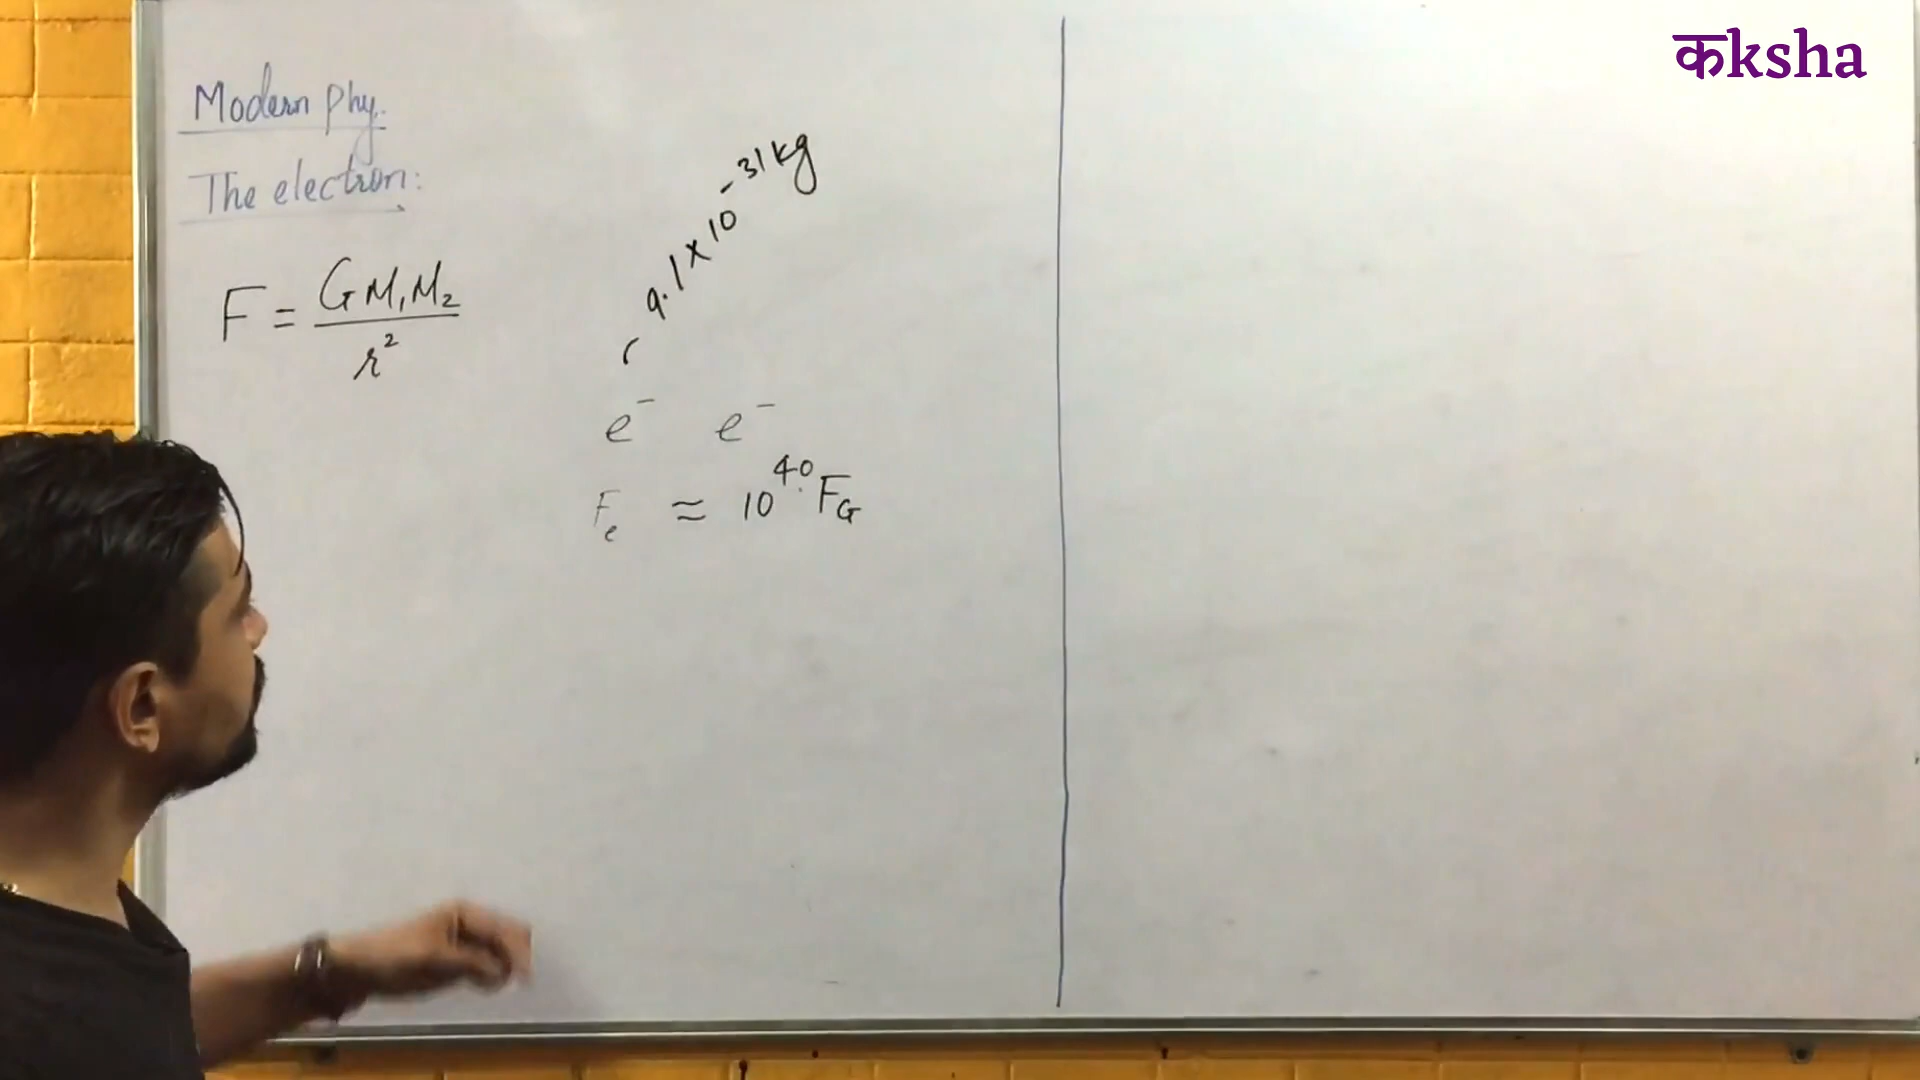 कksha
Modern Phy.
The electron:
F = GM₁M₂ / r²
9.1 x 10⁻³¹ kg
e⁻ e⁻
Fe ≈ 10⁴⁰ FG